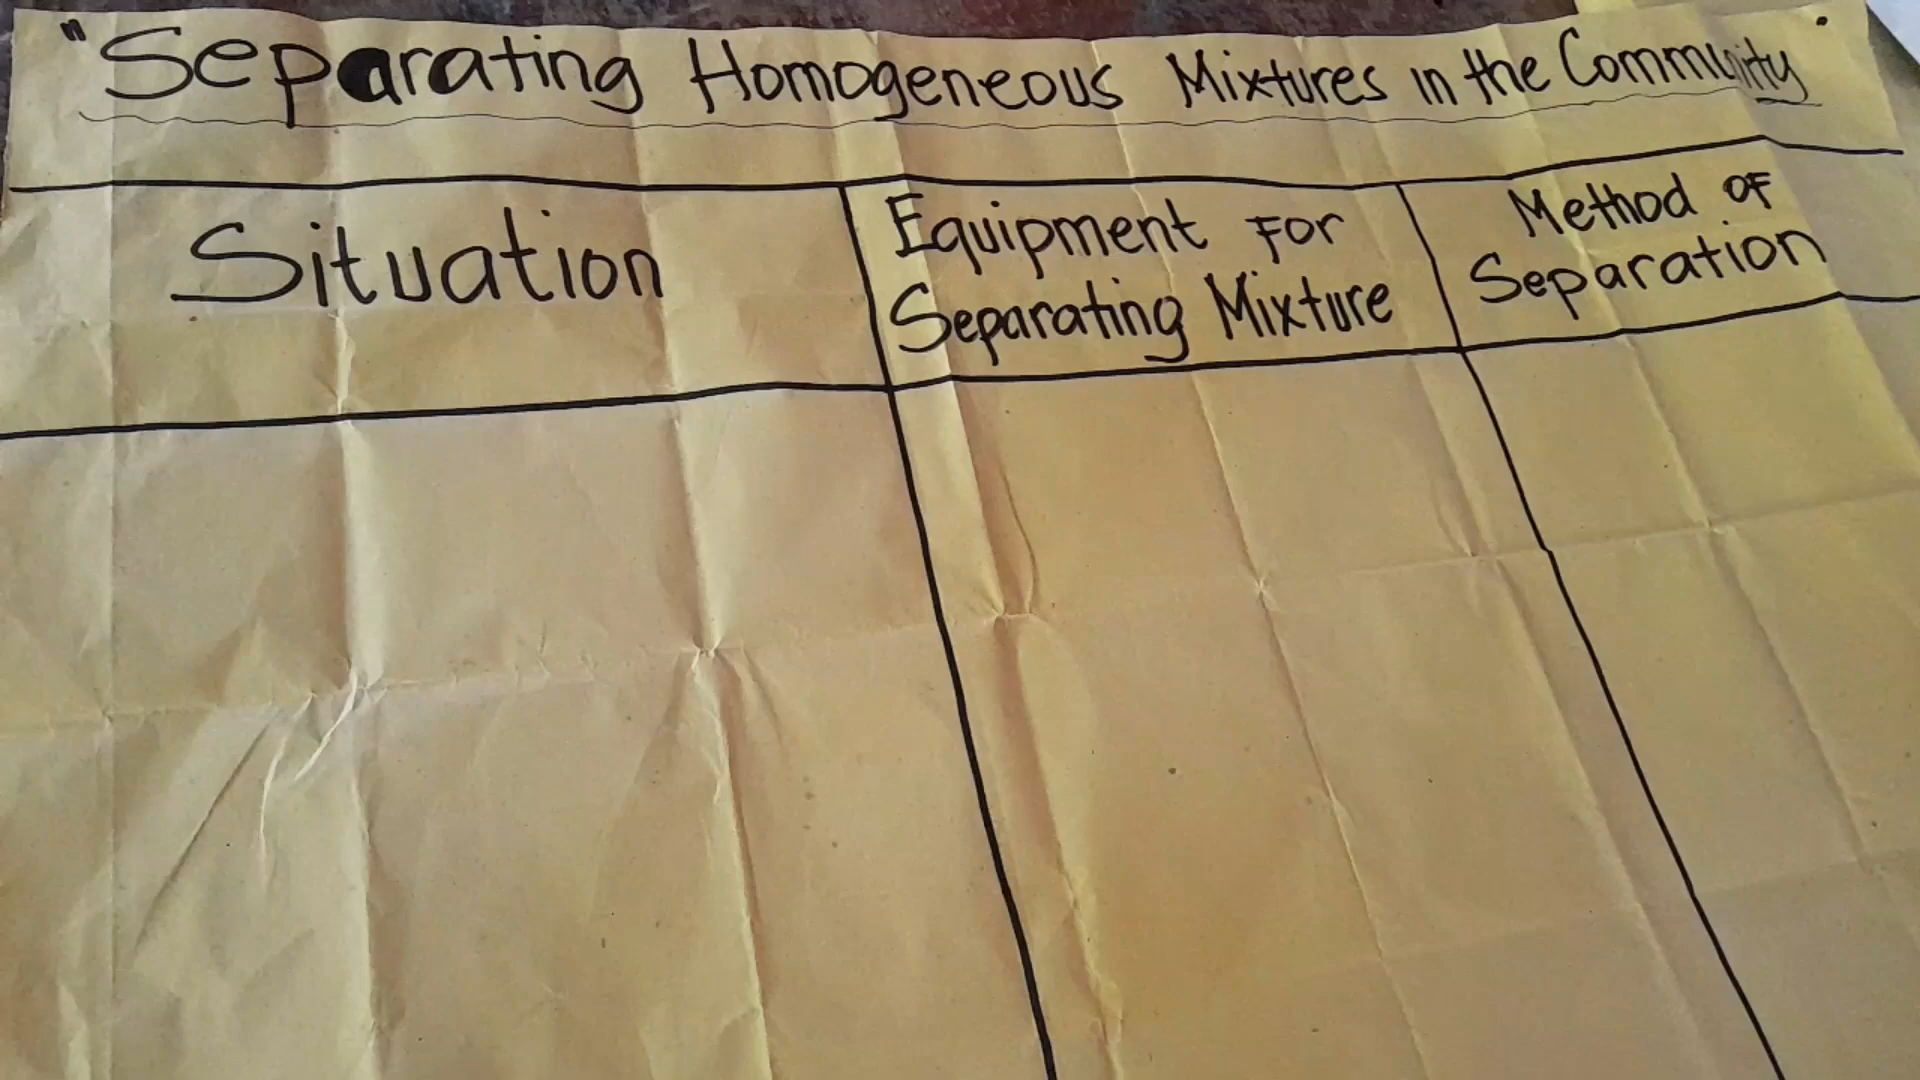 "Separating Homogeneous Mixtures in the Community"
Situation
Equipment For
Separating Mixture
Method of
Separation